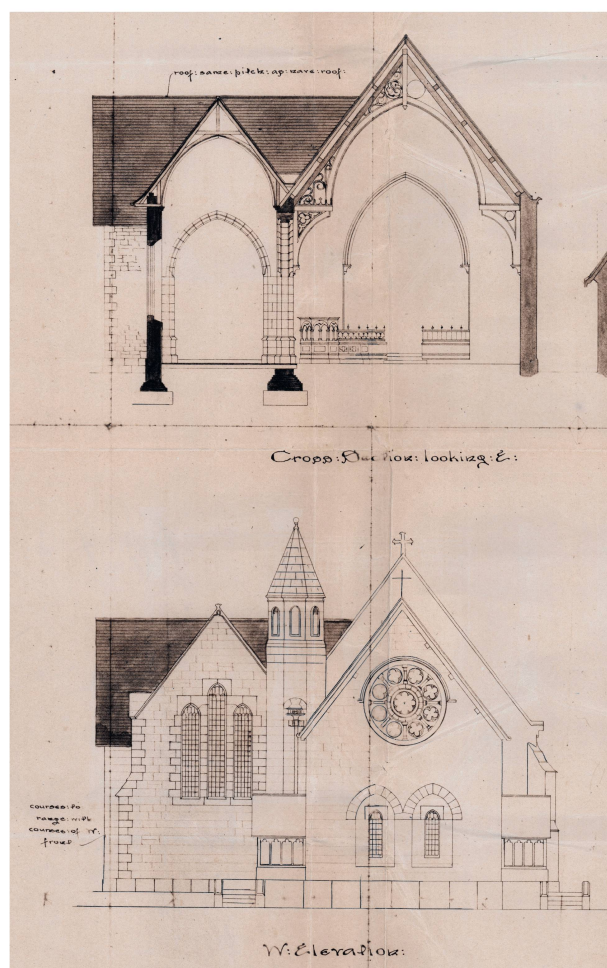 roof: same: pitch: as: nave: roof:
Cross: Section: looking: E:
courses: to
range: with
courses: of W:
front
W: Elevation: